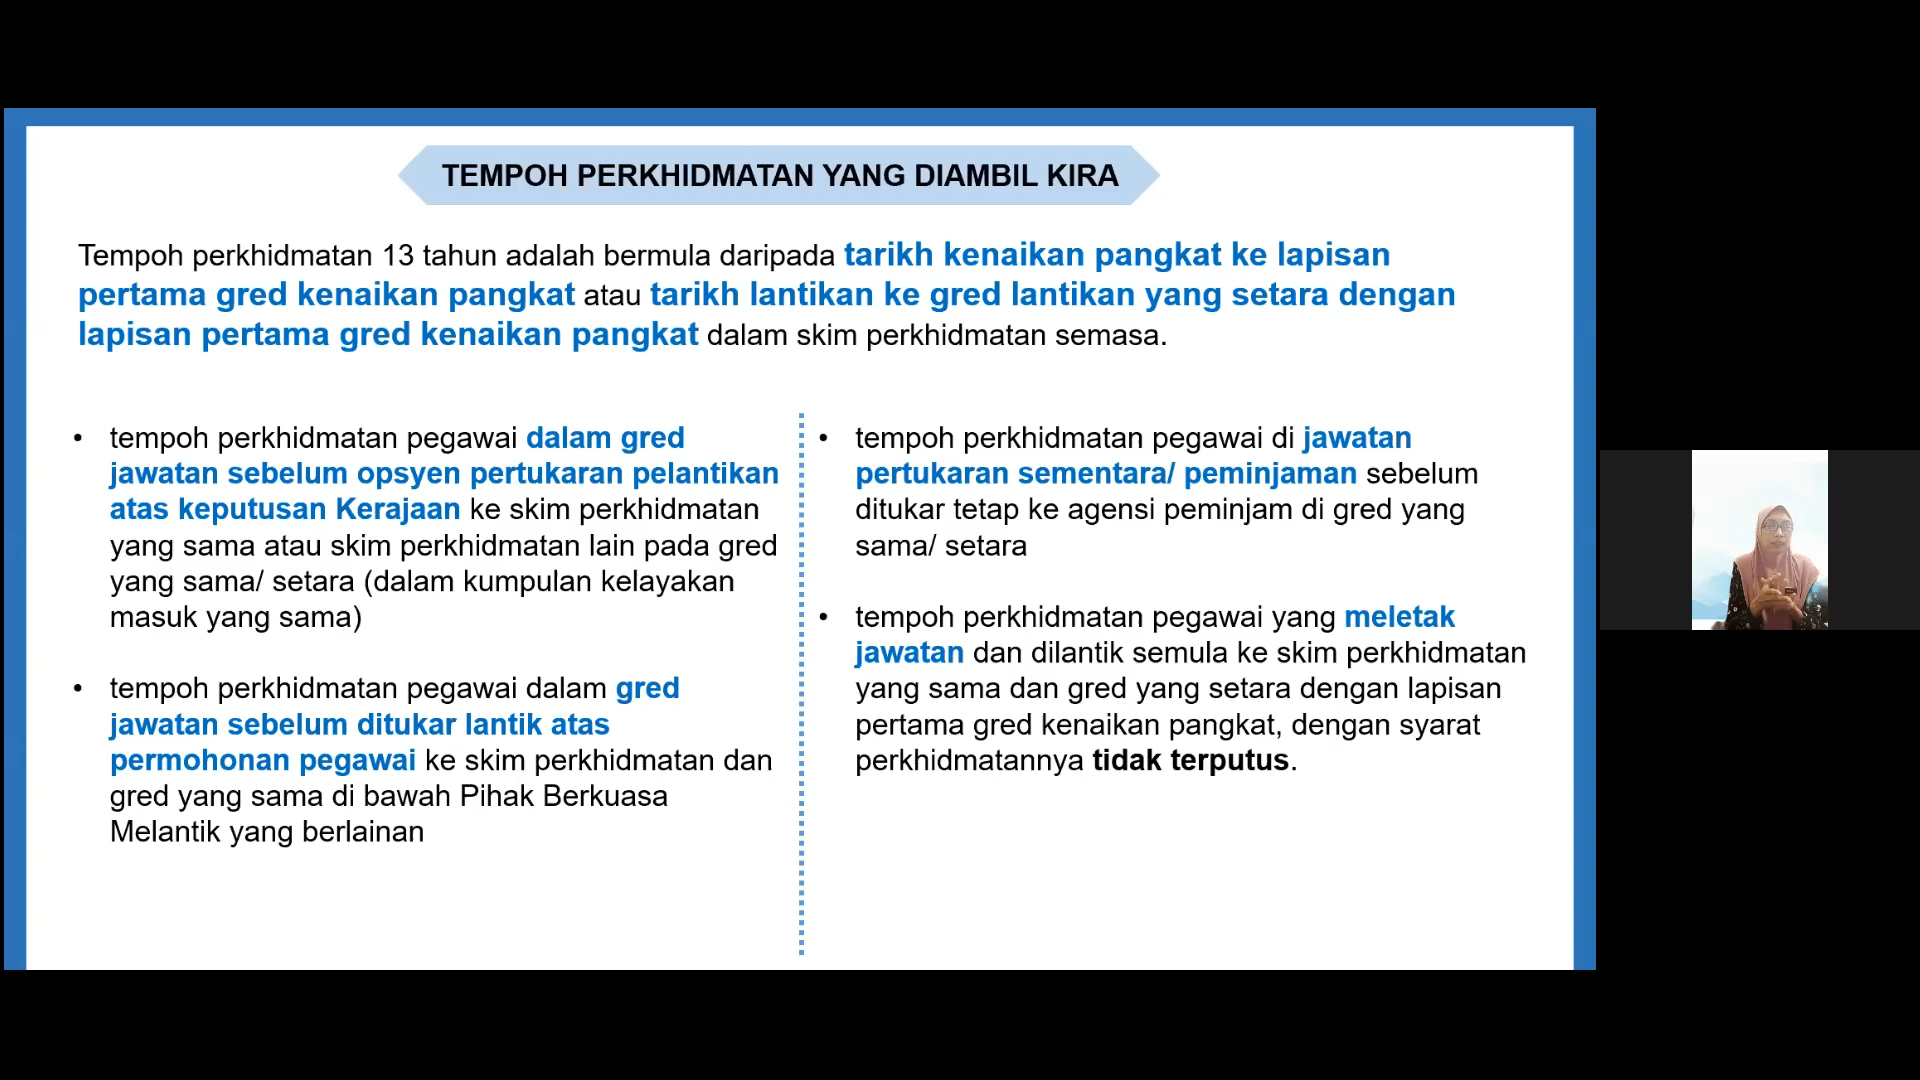 TEMPOH PERKHIDMATAN YANG DIAMBIL KIRA
Tempoh perkhidmatan 13 tahun adalah bermula daripada tarikh kenaikan pangkat ke lapisan
pertama gred kenaikan pangkat atau tarikh lantikan ke gred lantikan yang setara dengan
lapisan pertama gred kenaikan pangkat dalam skim perkhidmatan semasa.
• tempoh perkhidmatan pegawai dalam gred
jawatan sebelum opsyen pertukaran pelantikan
atas keputusan Kerajaan ke skim perkhidmatan
yang sama atau skim perkhidmatan lain pada gred
yang sama/ setara (dalam kumpulan kelayakan
masuk yang sama)
• tempoh perkhidmatan pegawai dalam gred
jawatan sebelum ditukar lantik atas
permohonan pegawai ke skim perkhidmatan dan
gred yang sama di bawah Pihak Berkuasa
Melantik yang berlainan
• tempoh perkhidmatan pegawai di jawatan
pertukaran sementara/ peminjaman sebelum
ditukar tetap ke agensi peminjam di gred yang
sama/ setara
• tempoh perkhidmatan pegawai yang meletak
jawatan dan dilantik semula ke skim perkhidmatan
yang sama dan gred yang setara dengan lapisan
pertama gred kenaikan pangkat, dengan syarat
perkhidmatannya tidak terputus.